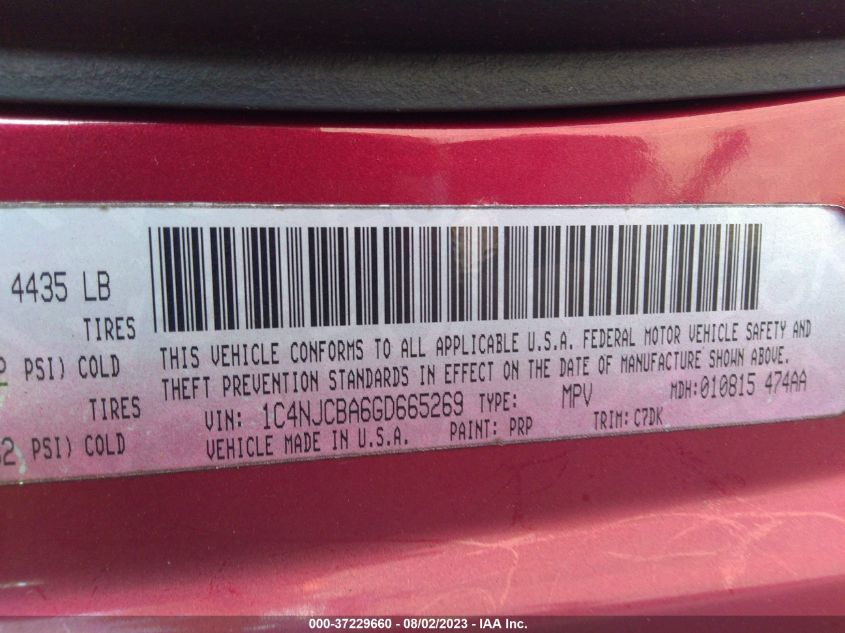 4435 LB
TIRES
PSI) COLD
TIRES
PSI) COLD
THIS VEHICLE CONFORMS TO ALL APPLICABLE U.S.A. FEDERAL MOTOR VEHICLE SAFETY AND
THEFT PREVENTION STANDARDS IN EFFECT ON THE DATE OF MANUFACTURE SHOWN ABOVE.
VIN: 1C4NJCBA6GD665269 TYPE: MPV MDH:010815 474AA
VEHICLE MADE IN U.S.A. PAINT: PRP TRIM: C7DK
000-37229660 - 08/02/2023 - IAA Inc.